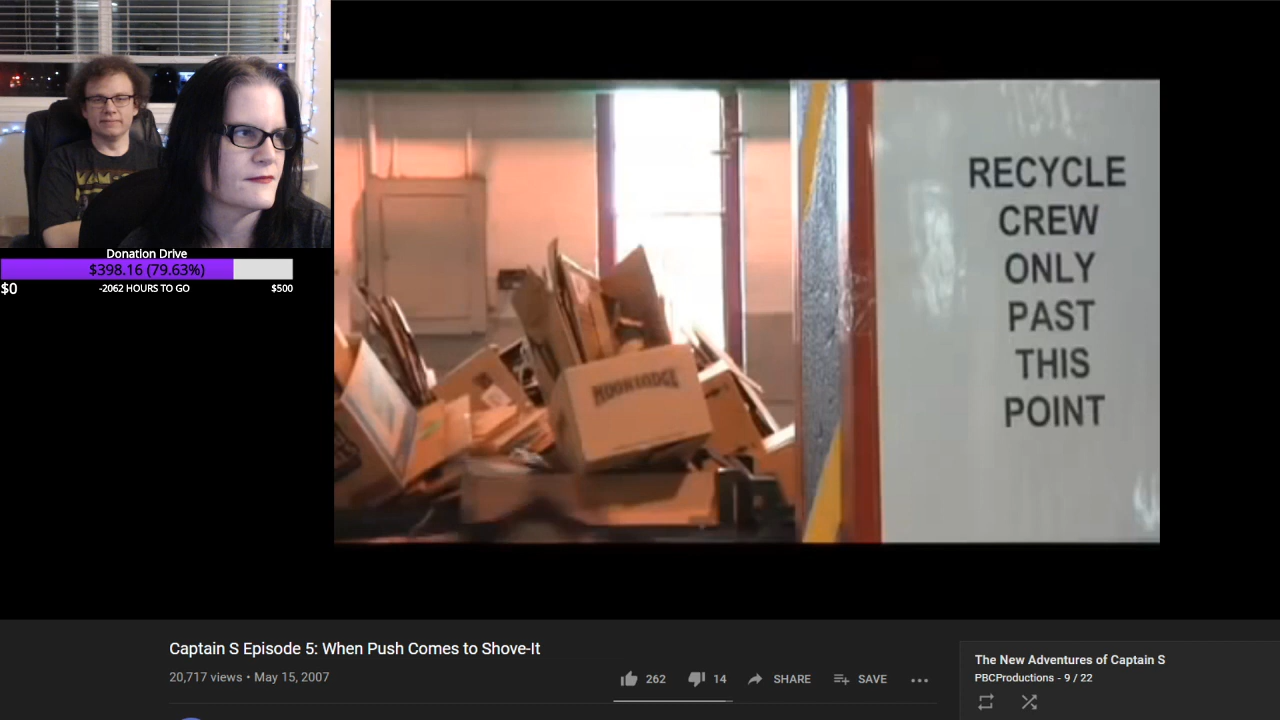 Donation Drive
$398.16 (79.63%)
$0
-2062 HOURS TO GO
$500
RECYCLE
CREW
ONLY
PAST
THIS
POINT
MOONLODGE
Captain S Episode 5: When Push Comes to Shove-It
20,717 views • May 15, 2007
262
14
SHARE
SAVE
The New Adventures of Captain S
PBCProductions - 9 / 22